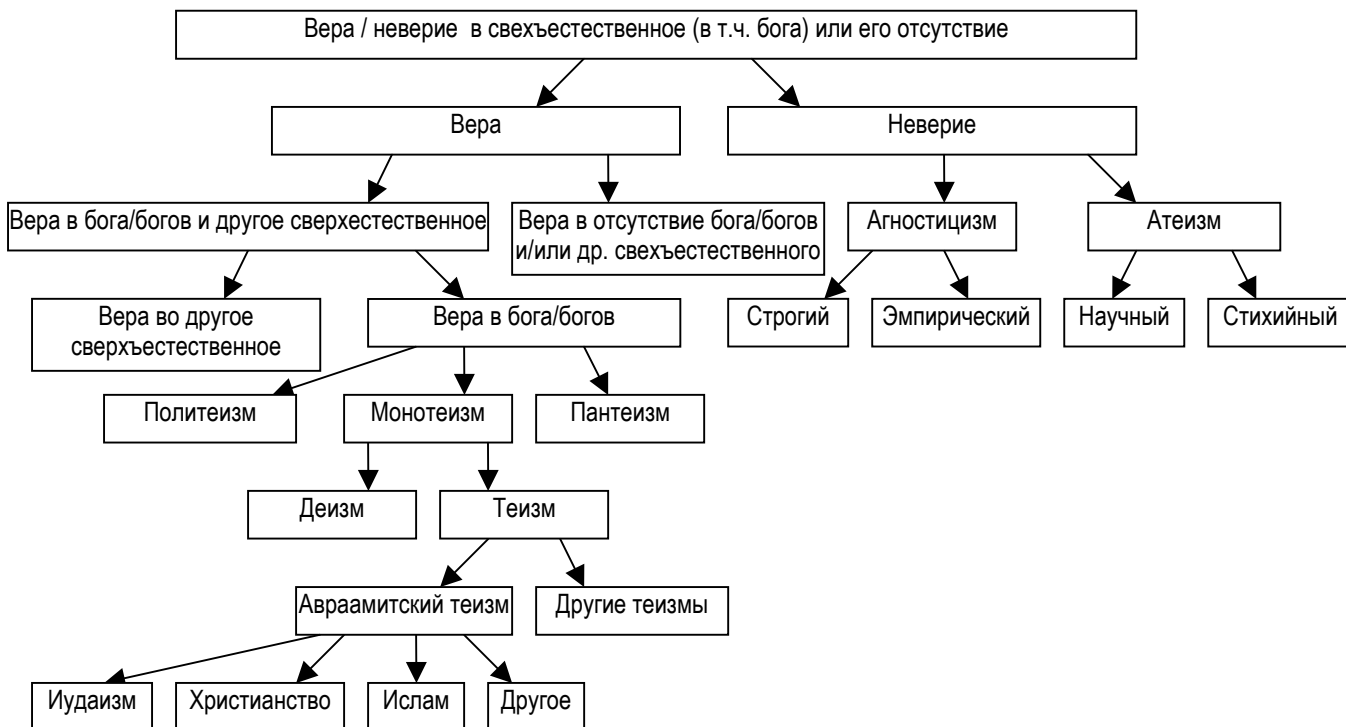 Вера / неверие в свехъестественное (в т.ч. бога) или его отсутствие
Вера
Неверие
Вера в бога/богов и другое сверхестественное
Вера в отсутствие бога/богов
и/или др. свехъестественного
Агностицизм
Атеизм
Вера во другое
сверхъестественное
Вера в бога/богов
Строгий
Эмпирический
Научный
Стихийный
Политеизм
Монотеизм
Пантеизм
Деизм
Теизм
Авраамитский теизм
Другие теизмы
Иудаизм
Христианство
Ислам
Другое